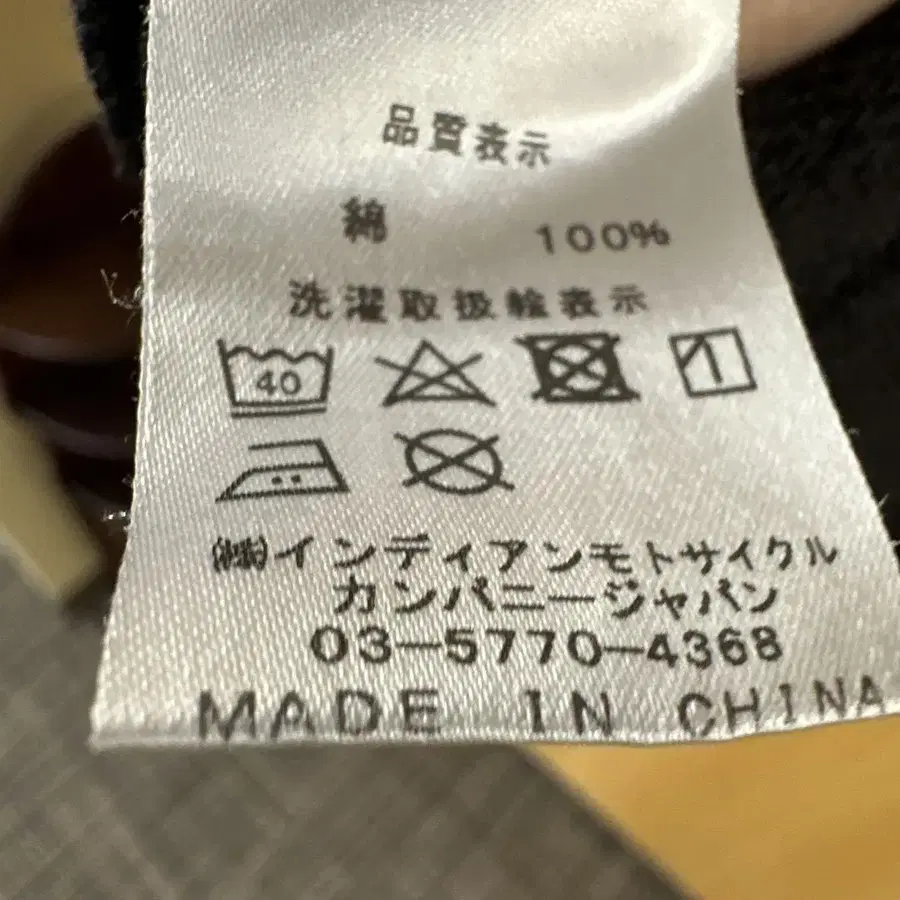 品質表示
綿 100%
洗濯取扱絵表示
40
㈱インディアンモトサイクル
カンパニージャパン
03-5770-4368
MADE IN CHINA